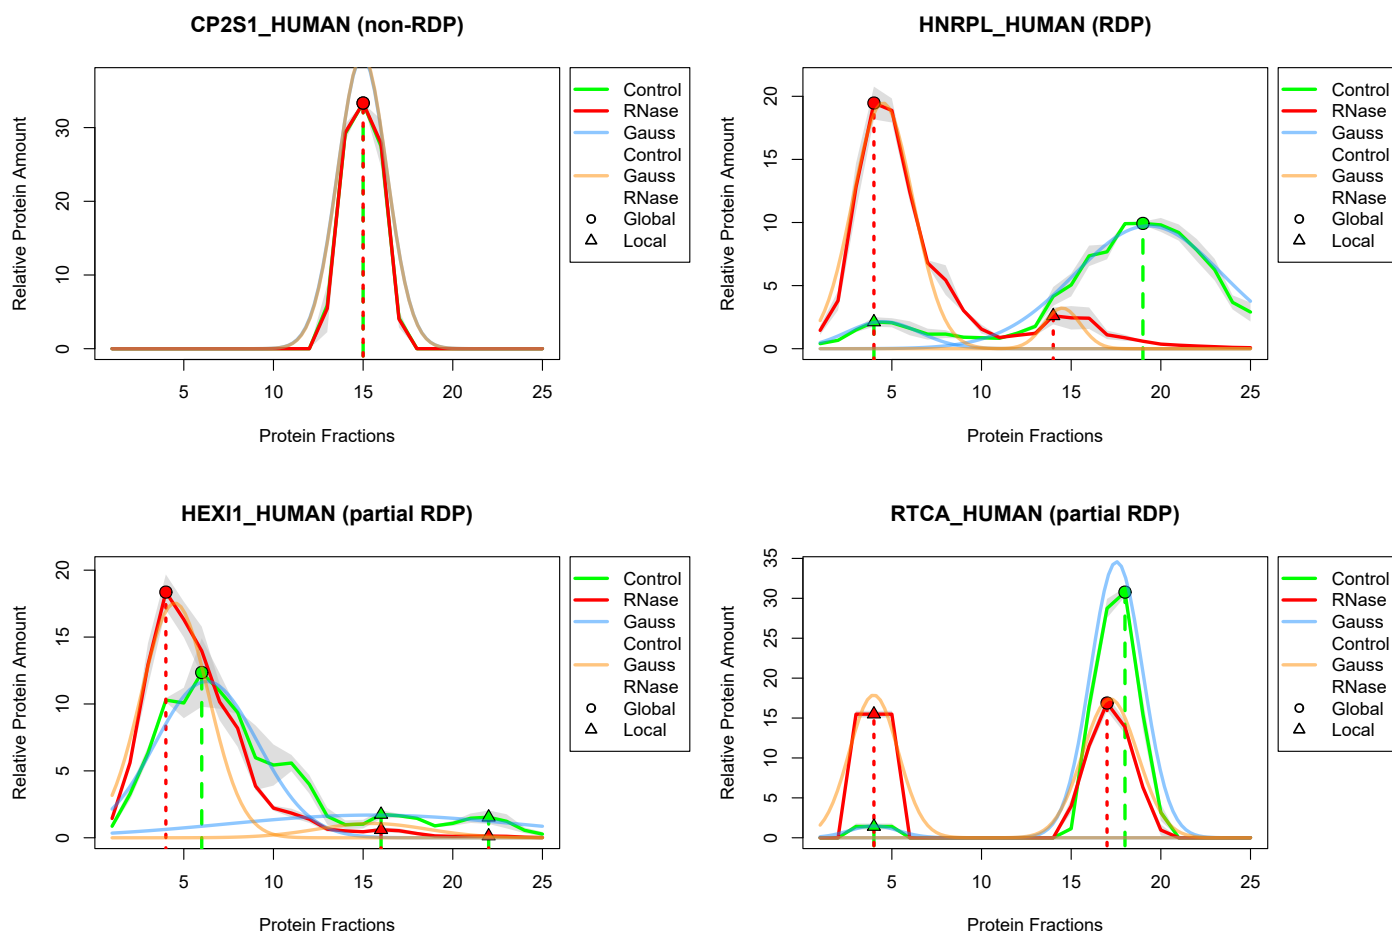 CP2S1_HUMAN (non-RDP)
Relative Protein Amount
30
20
10
0
5
10
15
20
25
Protein Fractions
Control
RNase
Gauss
Control
Gauss
RNase
Global
Local
HNRPL_HUMAN (RDP)
Relative Protein Amount
20
15
10
5
0
5
10
15
20
25
Protein Fractions
Control
RNase
Gauss
Control
Gauss
RNase
Global
Local
HEXI1_HUMAN (partial RDP)
Relative Protein Amount
20
15
10
5
0
5
10
15
20
25
Protein Fractions
Control
RNase
Gauss
Control
Gauss
RNase
Global
Local
RTCA_HUMAN (partial RDP)
Relative Protein Amount
35
30
25
20
15
10
5
0
5
10
15
20
25
Protein Fractions
Control
RNase
Gauss
Control
Gauss
RNase
Global
Local